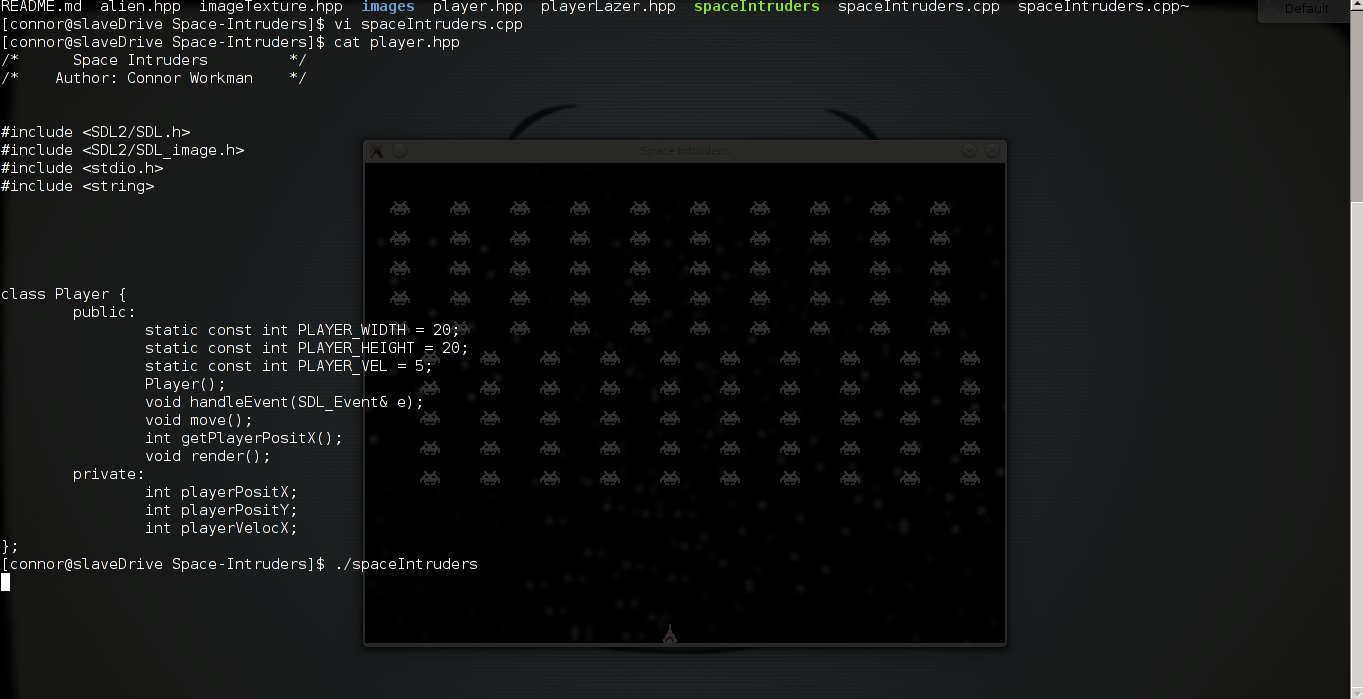 README.md  alien.hpp  imageTexture.hpp  images  player.hpp  playerLazer.hpp  spaceIntruders  spaceIntruders.cpp  spaceIntruders.cpp~
Default
[connor@slaveDrive Space-Intruders]$ vi spaceIntruders.cpp
[connor@slaveDrive Space-Intruders]$ cat player.hpp
/*      Space Intruders         */
/*    Author: Connor Workman    */
#include <SDL2/SDL.h>
#include <SDL2/SDL_image.h>
#include <stdio.h>
#include <string>
Space Intruders
class Player {
        public:
                static const int PLAYER_WIDTH = 20;
                static const int PLAYER_HEIGHT = 20;
                static const int PLAYER_VEL = 5;
                Player();
                void handleEvent(SDL_Event& e);
                void move();
                int getPlayerPositX();
                void render();
        private:
                int playerPositX;
                int playerPositY;
                int playerVelocX;
};
[connor@slaveDrive Space-Intruders]$ ./spaceIntruders